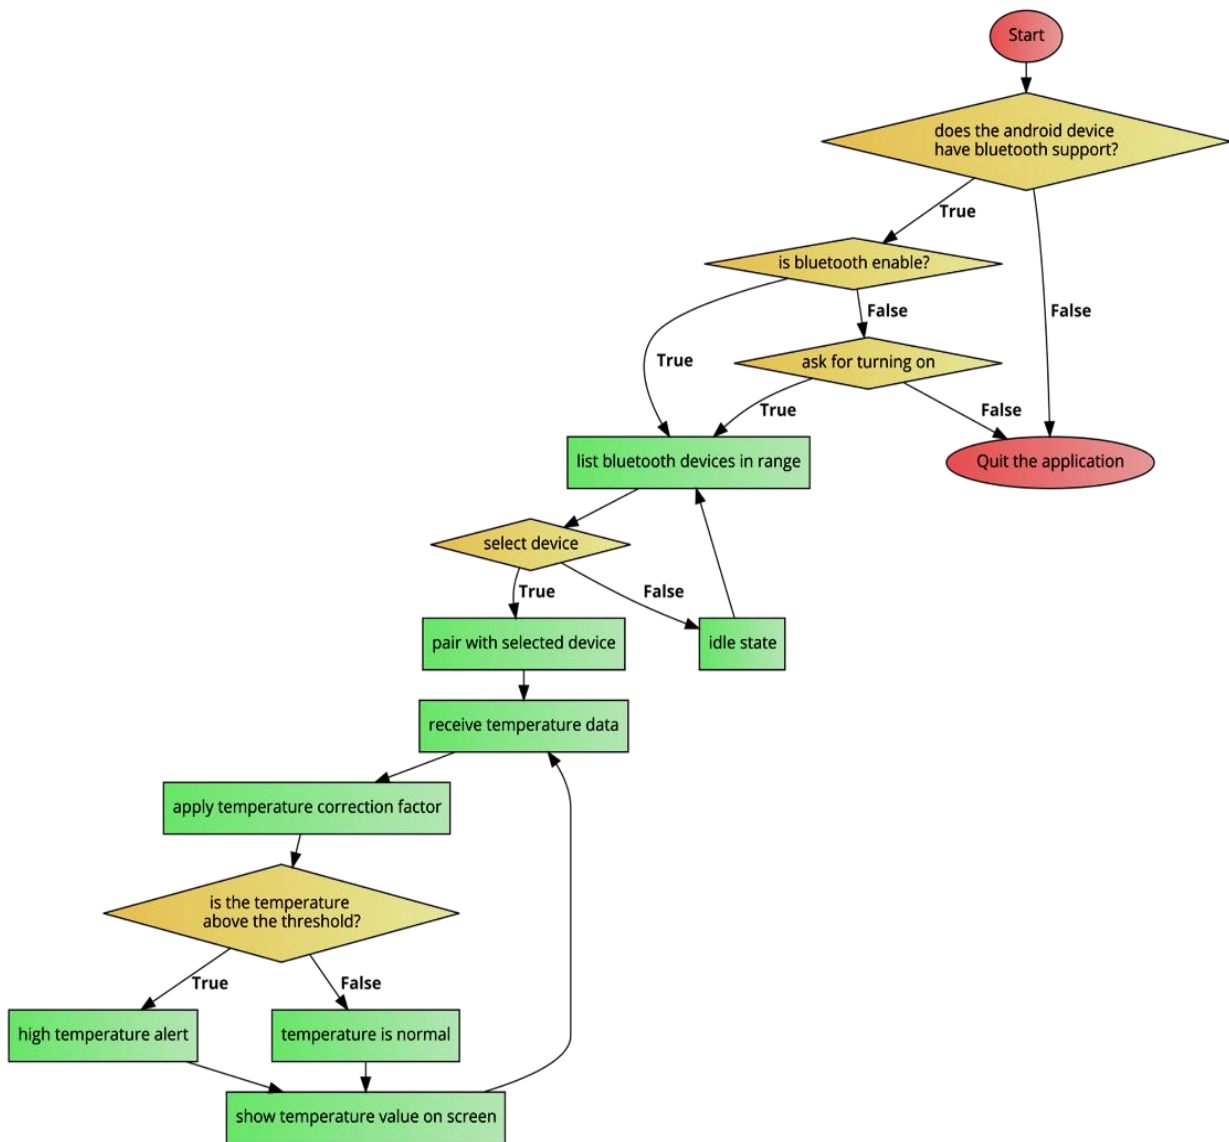 Start
does the android device
have bluetooth support?
True
is bluetooth enable?
False
False
True
ask for turning on
True
False
list bluetooth devices in range
Quit the application
select device
True
False
pair with selected device
idle state
receive temperature data
apply temperature correction factor
is the temperature
above the threshold?
True
False
high temperature alert
temperature is normal
show temperature value on screen